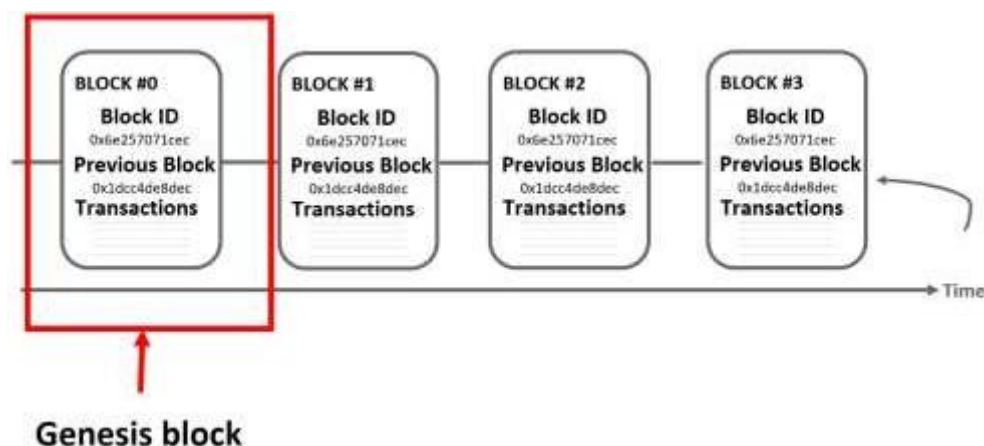 BLOCK #0
Block ID
0x6e257071cec
Previous Block
0x1dcc4de8dec
Transactions
BLOCK #1
Block ID
0x6e257071cec
Previous Block
0x1dcc4de8dec
Transactions
BLOCK #2
Block ID
0x6e257071cec
Previous Block
0x1dcc4de8dec
Transactions
BLOCK #3
Block ID
0x6e257071cec
Previous Block
0x1dcc4de8dec
Transactions
Time
Genesis block